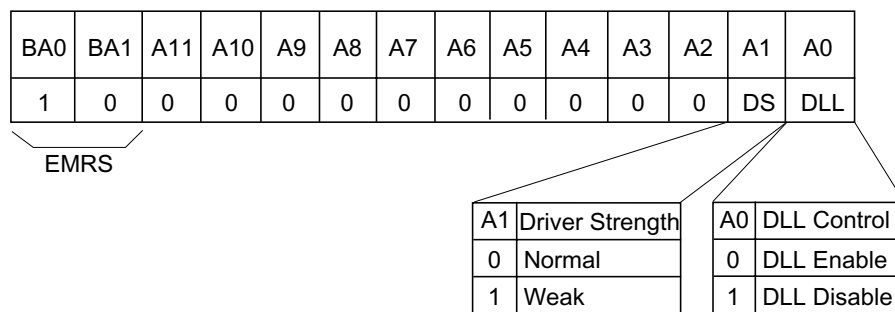 BA0 BA1 A11 A10 A9 A8 A7 A6 A5 A4 A3 A2 A1 A0
1 0 0 0 0 0 0 0 0 0 0 0 DS DLL
EMRS
A1 Driver Strength
0 Normal
1 Weak
A0 DLL Control
0 DLL Enable
1 DLL Disable